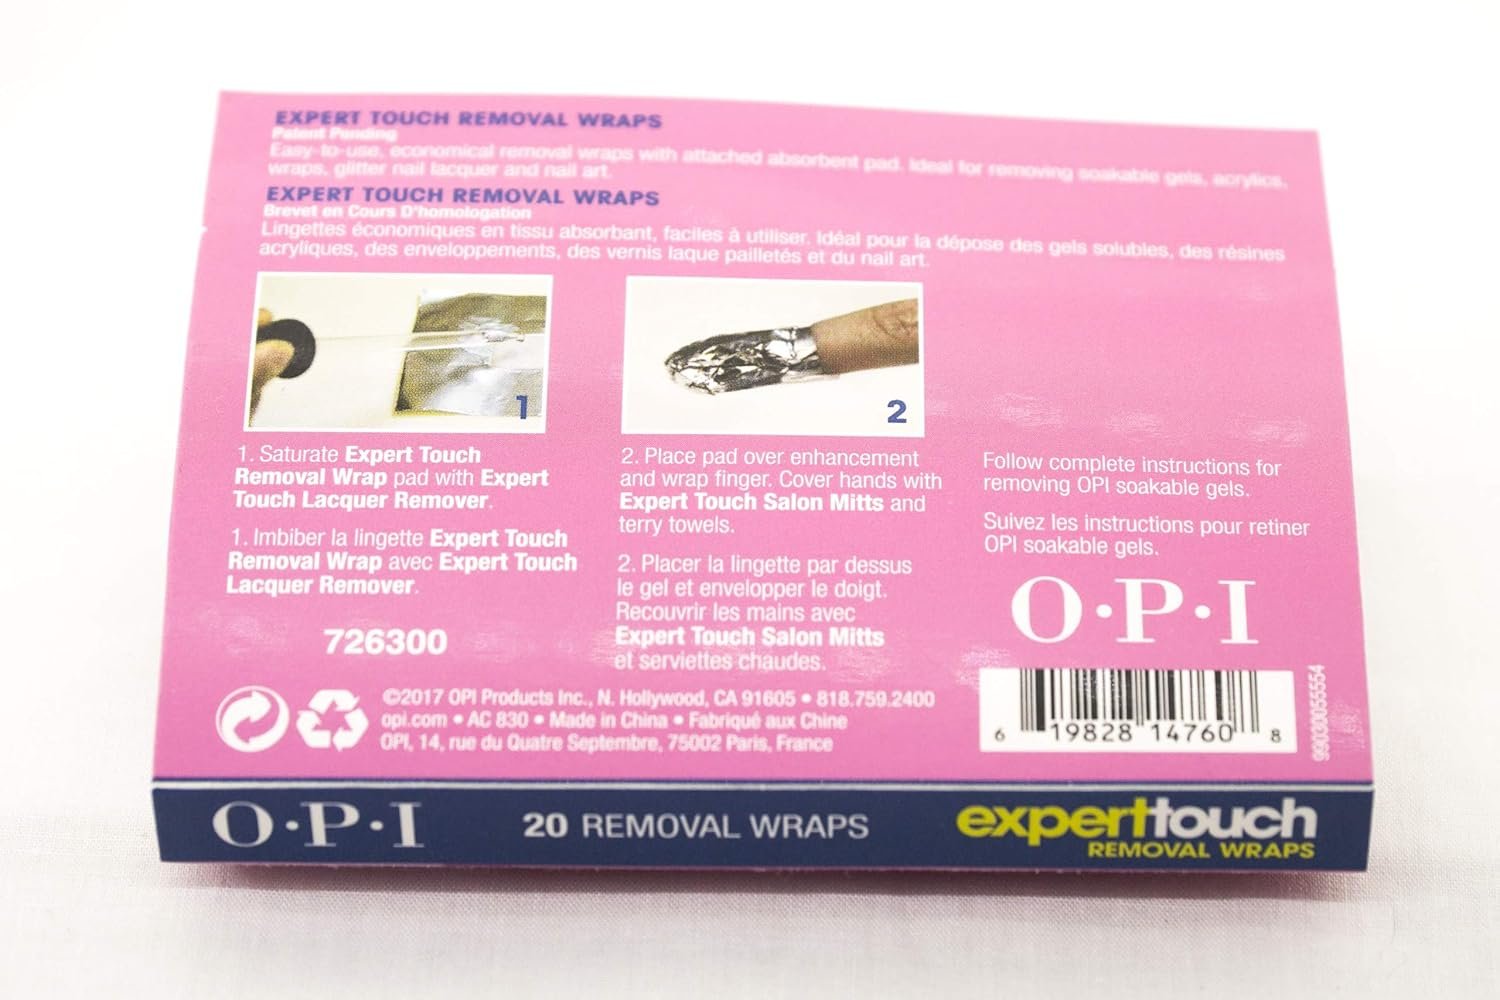 EXPERT TOUCH REMOVAL WRAPS
Patent Pending
Easy-to-use, economical removal wraps with attached absorbent pad. Ideal for removing soakable gels, acrylics,
wraps, glitter nail lacquer and nail art.
EXPERT TOUCH REMOVAL WRAPS
Brevet en Cours D'homologation
Lingettes économiques en tissu absorbant, faciles à utiliser. Idéal pour la dépose des gels solubles, des résines
acryliques, des enveloppements, des vernis laque pailletés et du nail art.
1
2
1. Saturate Expert Touch
Removal Wrap pad with Expert
Touch Lacquer Remover.
1. Imbiber la lingette Expert Touch
Removal Wrap avec Expert Touch
Lacquer Remover.
726300
2. Place pad over enhancement
and wrap finger. Cover hands with
Expert Touch Salon Mitts and
terry towels.
2. Placer la lingette par dessus
le gel et envelopper le doigt.
Recouvrir les mains avec
Expert Touch Salon Mitts
et serviettes chaudes.
Follow complete instructions for
removing OPI soakable gels.
Suivez les instructions pour retiner
OPI soakable gels.
O·P·I
©2017 OPI Products Inc., N. Hollywood, CA 91605 • 818.759.2400
opi.com • AC 830 • Made in China • Fabriqué aux Chine
OPI, 14, rue du Quatre Septembre, 75002 Paris, France
6 19828 14760 8
99030055554
O·P·I
20 REMOVAL WRAPS
experttouch
REMOVAL WRAPS